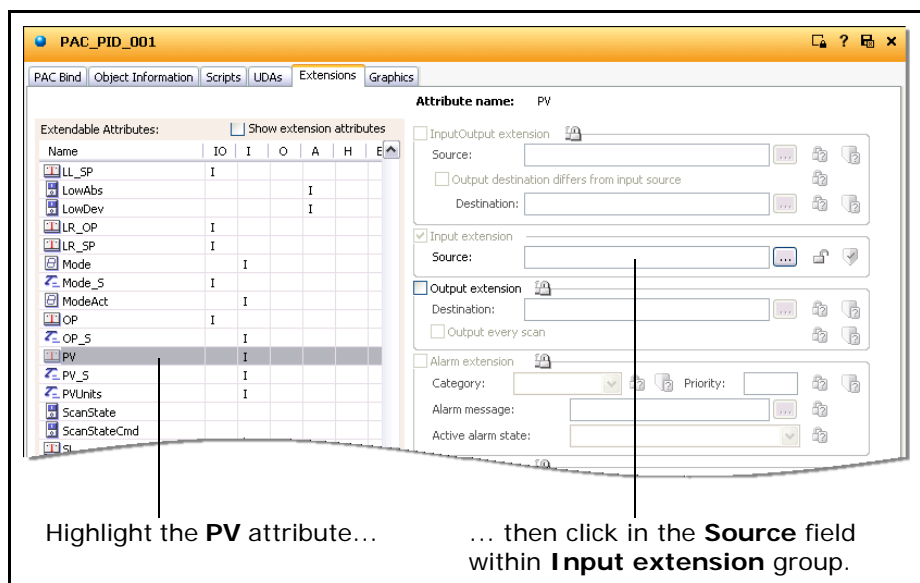 PAC_PID_001
PAC Bind Object Information Scripts UDAs Extensions Graphics
Attribute name: PV
Extendable Attributes: Show extension attributes
Name IO I O A H E
LL_SP I
LowAbs I
LowDev I
LR_OP I
LR_SP I
Mode I
Mode_S I
ModeAct I
OP I
OP_S I
PV I
PV_S I
PVUnits I
ScanState
ScanStateCmd
InputOutput extension
Source: ...
Output destination differs from input source
Destination: ...
Input extension
Source: ...
Output extension
Destination: ...
Output every scan
Alarm extension
Category: Priority:
Alarm message: ...
Active alarm state:
Highlight the PV attribute...
... then click in the Source field
within Input extension group.